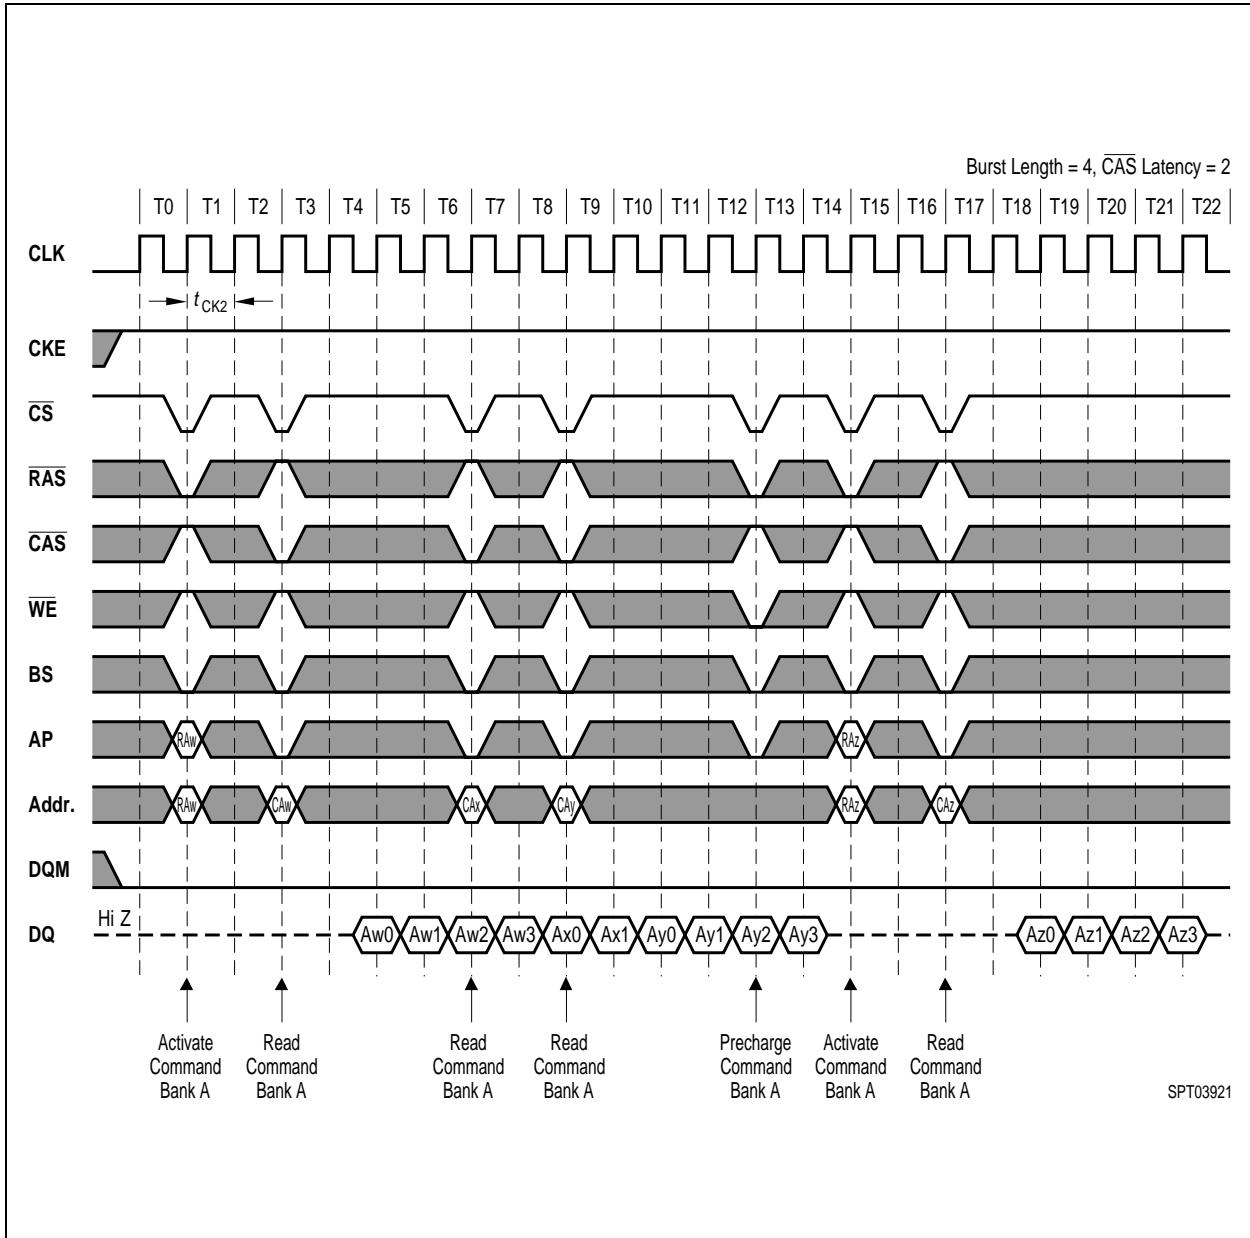 Burst Length = 4, CAS Latency = 2
T0 T1 T2 T3 T4 T5 T6 T7 T8 T9 T10 T11 T12 T13 T14 T15 T16 T17 T18 T19 T20 T21 T22
CLK
t CK2
CKE
CS
RAS
CAS
WE
BS
AP RAw RAz
Addr. RAw CAw CAx CAy RAz CAz
DQM
Hi Z
DQ Aw0 Aw1 Aw2 Aw3 Ax0 Ax1 Ay0 Ay1 Ay2 Ay3 Az0 Az1 Az2 Az3
Activate Read Read Read Precharge Activate Read
Command Command Command Command Command Command Command
Bank A Bank A Bank A Bank A Bank A Bank A Bank A
SPT03921